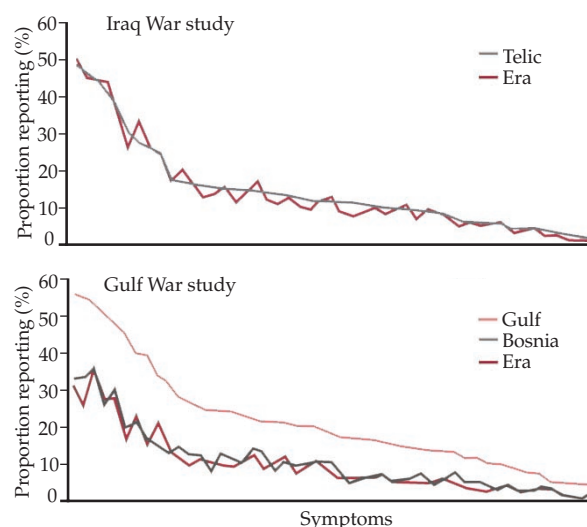 Iraq War study
Proportion reporting (%)
60
50
40
30
20
10
0
Telic
Era
Gulf War study
Proportion reporting (%)
60
50
40
30
20
10
0
Gulf
Bosnia
Era
Symptoms